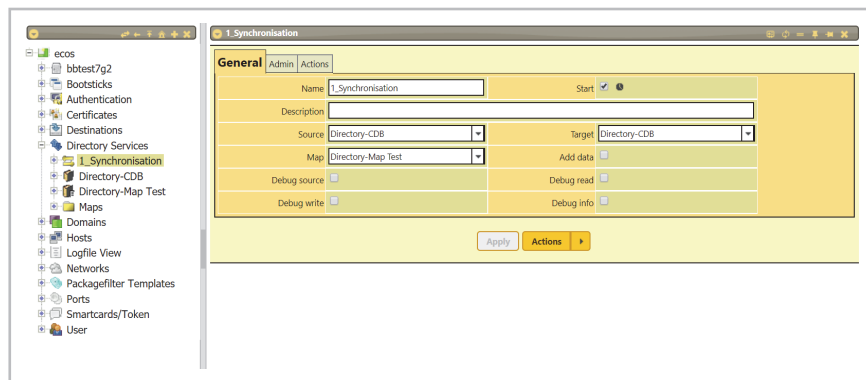 ecos
bbtest7g2
Bootsticks
Authentication
Certificates
Destinations
Directory Services
1_Synchronisation
Directory-CDB
Directory-Map Test
Maps
Domains
Hosts
Logfile View
Networks
Packagefilter Templates
Ports
Smartcards/Token
User
1_Synchronisation
General Admin Actions
Name 1_Synchronisation Start
Description
Source Directory-CDB Target Directory-CDB
Map Directory-Map Test Add data
Debug source Debug read
Debug write Debug info
Apply Actions